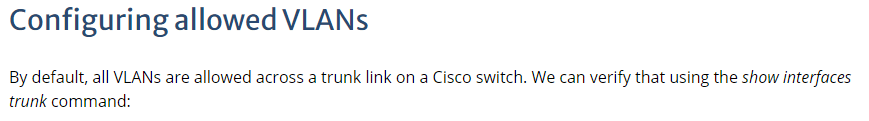 Configuring allowed VLANs
By default, all VLANs are allowed across a trunk link on a Cisco switch. We can verify that using the show interfaces
trunk command: